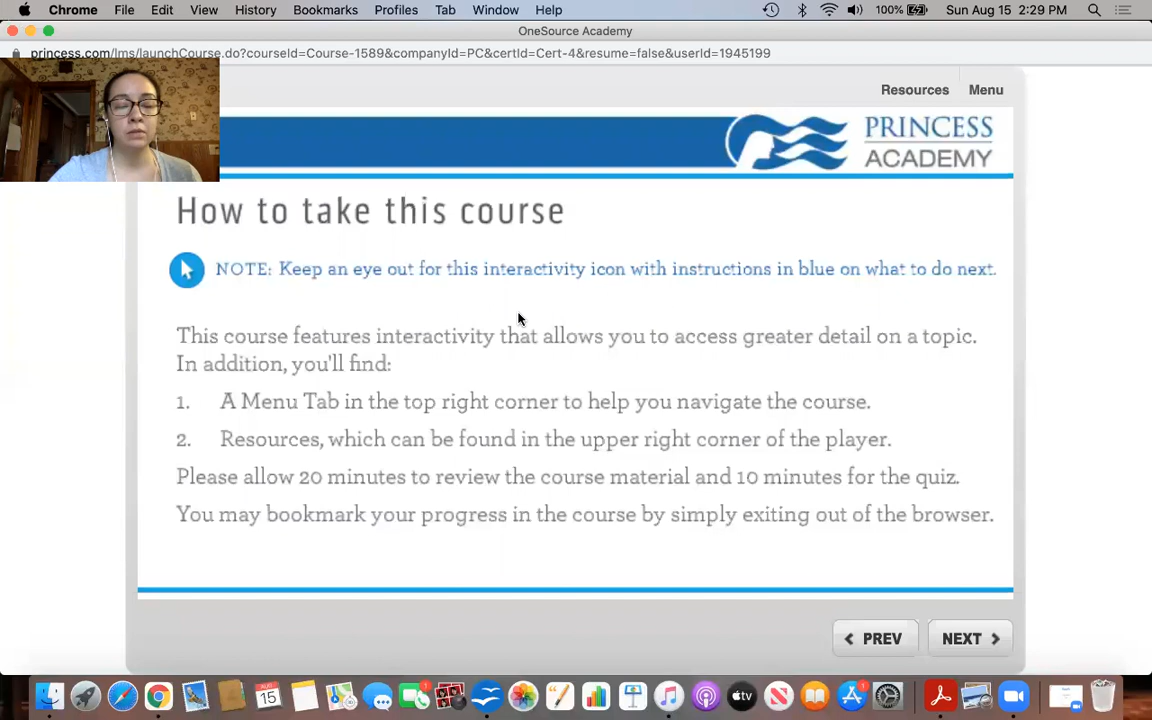 Chrome File Edit View History Bookmarks Profiles Tab Window Help 100% Sun Aug 15 2:29 PM
OneSource Academy
princess.com/lms/launchCourse.do?courseId=Course-1589&companyId=PC&certId=Cert-4&resume=false&userId=1945199
Resources Menu
PRINCESS
ACADEMY
How to take this course
NOTE: Keep an eye out for this interactivity icon with instructions in blue on what to do next.
This course features interactivity that allows you to access greater detail on a topic.
In addition, you'll find:
1. A Menu Tab in the top right corner to help you navigate the course.
2. Resources, which can be found in the upper right corner of the player.
Please allow 20 minutes to review the course material and 10 minutes for the quiz.
You may bookmark your progress in the course by simply exiting out of the browser.
PREV NEXT
AUG
15
1
tv
1